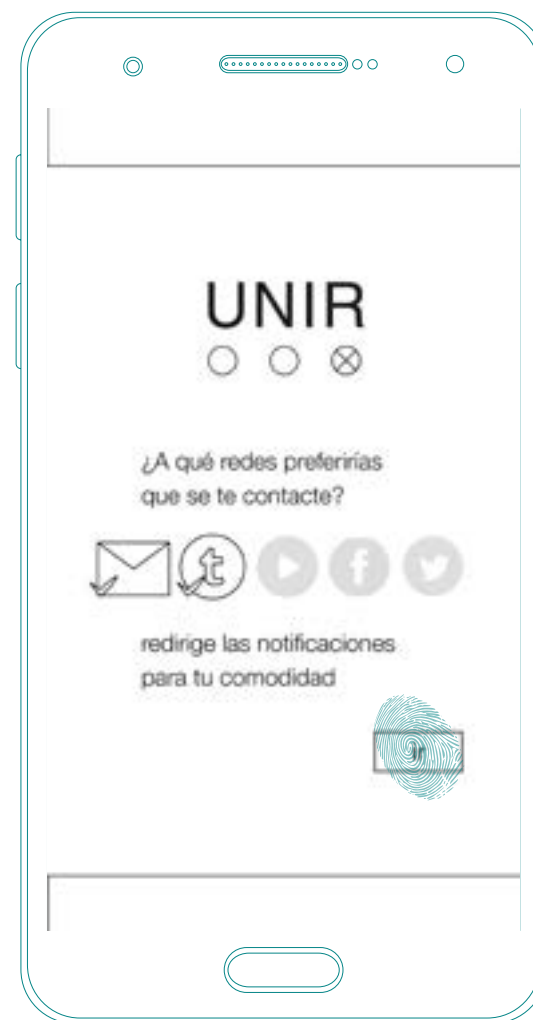 UNIR
¿A qué redes preferirías
que se te contacte?
redirige las notificaciones
para tu comodidad
Ir